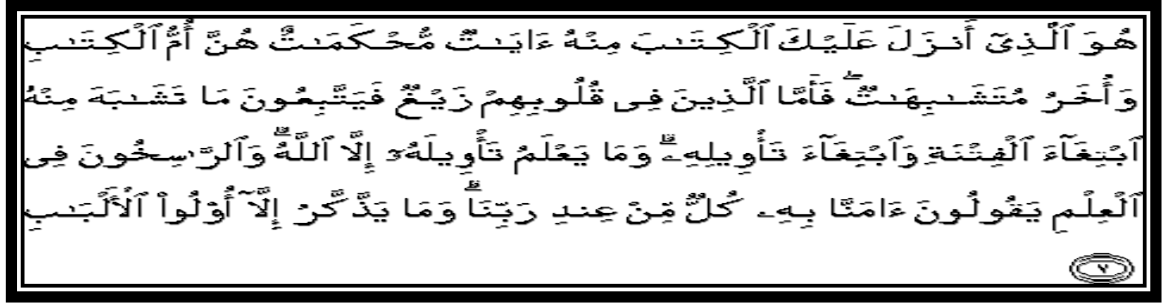 هُوَ ٱلَّذِىٓ أَنزَلَ عَلَيْكَ ٱلْكِتَـٰبَ مِنْهُ ءَايَـٰتٌ مُّحْكَمَـٰتٌ هُنَّ أُمُّ ٱلْكِتَـٰبِ
وَأُخَرُ مُتَشَـٰبِهَـٰتٌ ۖ فَأَمَّا ٱلَّذِينَ فِى قُلُوبِهِمْ زَيْغٌ فَيَتَّبِعُونَ مَا تَشَـٰبَهَ مِنْهُ
ٱبْتِغَآءَ ٱلْفِتْنَةِ وَٱبْتِغَآءَ تَأْوِيلِهِۦ ۗ وَمَا يَعْلَمُ تَأْوِيلَهُۥٓ إِلَّا ٱللَّهُ ۗ وَٱلرَّٰسِخُونَ فِى
ٱلْعِلْمِ يَقُولُونَ ءَامَنَّا بِهِۦ كُلٌّ مِّنْ عِندِ رَبِّنَا ۗ وَمَا يَذَّكَّرُ إِلَّآ أُو۟لُوا۟ ٱلْأَلْبَـٰبِ
٧